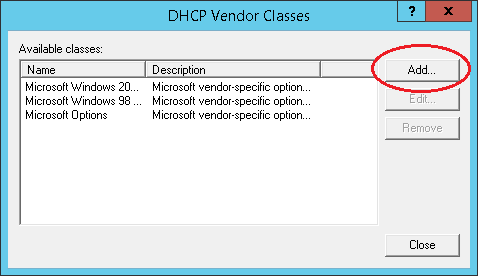 DHCP Vendor Classes
? X
Available classes:
Name Description
Microsoft Windows 20... Microsoft vendor-specific option...
Microsoft Windows 98 ... Microsoft vendor-specific option...
Microsoft Options Microsoft vendor-specific option...
Add...
Edit...
Remove
Close